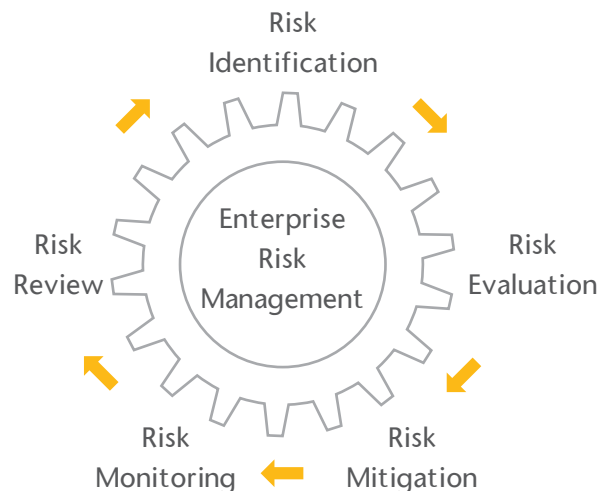 Risk
Identification
Enterprise
Risk
Management
Risk
Evaluation
Risk
Mitigation
Risk
Monitoring
Risk
Review